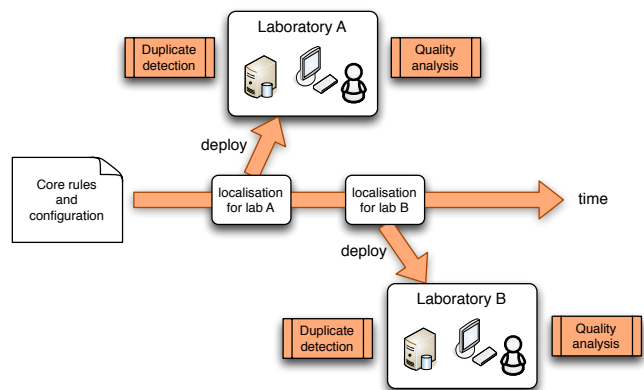 Laboratory A
Duplicate
detection
Quality
analysis
deploy
Core rules
and
configuration
localisation
for lab A
localisation
for lab B
time
deploy
Laboratory B
Duplicate
detection
Quality
analysis